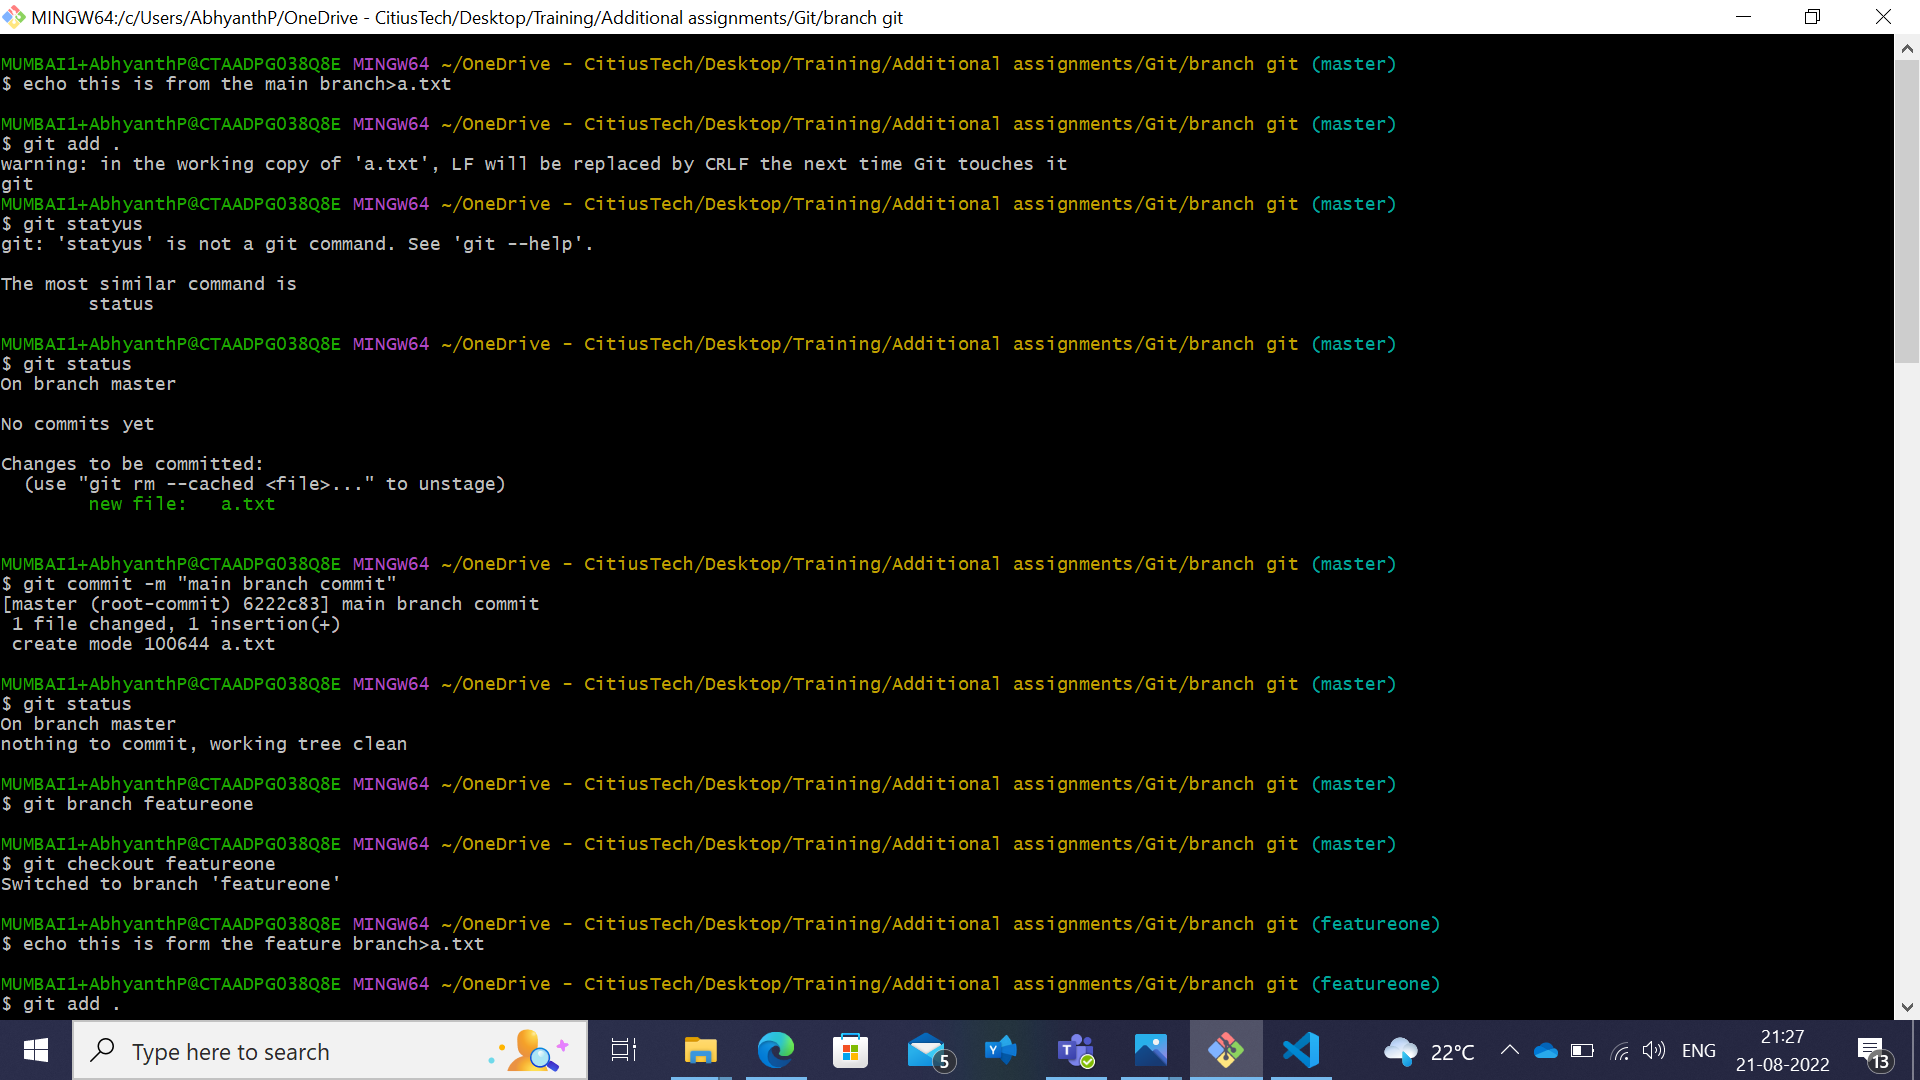 MINGW64:/c/Users/AbhyanthP/OneDrive - CitiusTech/Desktop/Training/Additional assignments/Git/branch git
MUMBAI1+AbhyanthP@CTAADPG038Q8E MINGW64 ~/OneDrive - CitiusTech/Desktop/Training/Additional assignments/Git/branch git (master)
$ echo this is from the main branch>a.txt
MUMBAI1+AbhyanthP@CTAADPG038Q8E MINGW64 ~/OneDrive - CitiusTech/Desktop/Training/Additional assignments/Git/branch git (master)
$ git add .
warning: in the working copy of 'a.txt', LF will be replaced by CRLF the next time Git touches it
git
MUMBAI1+AbhyanthP@CTAADPG038Q8E MINGW64 ~/OneDrive - CitiusTech/Desktop/Training/Additional assignments/Git/branch git (master)
$ git statyus
git: 'statyus' is not a git command. See 'git --help'.
The most similar command is
status
MUMBAI1+AbhyanthP@CTAADPG038Q8E MINGW64 ~/OneDrive - CitiusTech/Desktop/Training/Additional assignments/Git/branch git (master)
$ git status
On branch master
No commits yet
Changes to be committed:
(use "git rm --cached <file>..." to unstage)
new file:   a.txt
MUMBAI1+AbhyanthP@CTAADPG038Q8E MINGW64 ~/OneDrive - CitiusTech/Desktop/Training/Additional assignments/Git/branch git (master)
$ git commit -m "main branch commit"
[master (root-commit) 6222c83] main branch commit
1 file changed, 1 insertion(+)
create mode 100644 a.txt
MUMBAI1+AbhyanthP@CTAADPG038Q8E MINGW64 ~/OneDrive - CitiusTech/Desktop/Training/Additional assignments/Git/branch git (master)
$ git status
On branch master
nothing to commit, working tree clean
MUMBAI1+AbhyanthP@CTAADPG038Q8E MINGW64 ~/OneDrive - CitiusTech/Desktop/Training/Additional assignments/Git/branch git (master)
$ git branch featureone
MUMBAI1+AbhyanthP@CTAADPG038Q8E MINGW64 ~/OneDrive - CitiusTech/Desktop/Training/Additional assignments/Git/branch git (master)
$ git checkout featureone
Switched to branch 'featureone'
MUMBAI1+AbhyanthP@CTAADPG038Q8E MINGW64 ~/OneDrive - CitiusTech/Desktop/Training/Additional assignments/Git/branch git (featureone)
$ echo this is form the feature branch>a.txt
MUMBAI1+AbhyanthP@CTAADPG038Q8E MINGW64 ~/OneDrive - CitiusTech/Desktop/Training/Additional assignments/Git/branch git (featureone)
$ git add .
Type here to search
5
22°C
ENG
21:27
21-08-2022
13